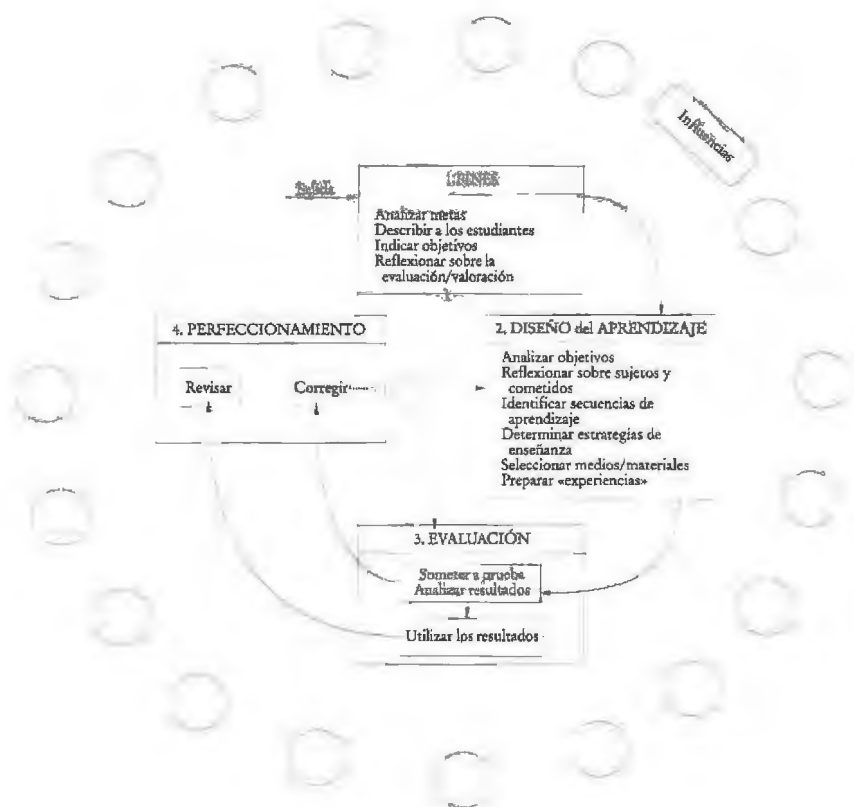 Influencias
Analizar metas
Describir a los estudiantes
Indicar objetivos
Reflexionar sobre la
evaluación/valoración
4. PERFECCIONAMIENTO
Revisar
Corregir
2. DISEÑO del APRENDIZAJE
Analizar objetivos
Reflexionar sobre sujetos y
cometidos
Identificar secuencias de
aprendizaje
Determinar estrategias de
enseñanza
Seleccionar medios/materiales
Preparar «experiencias»
3. EVALUACIÓN
Someter a prueba
Analizar resultados
Utilizar los resultados